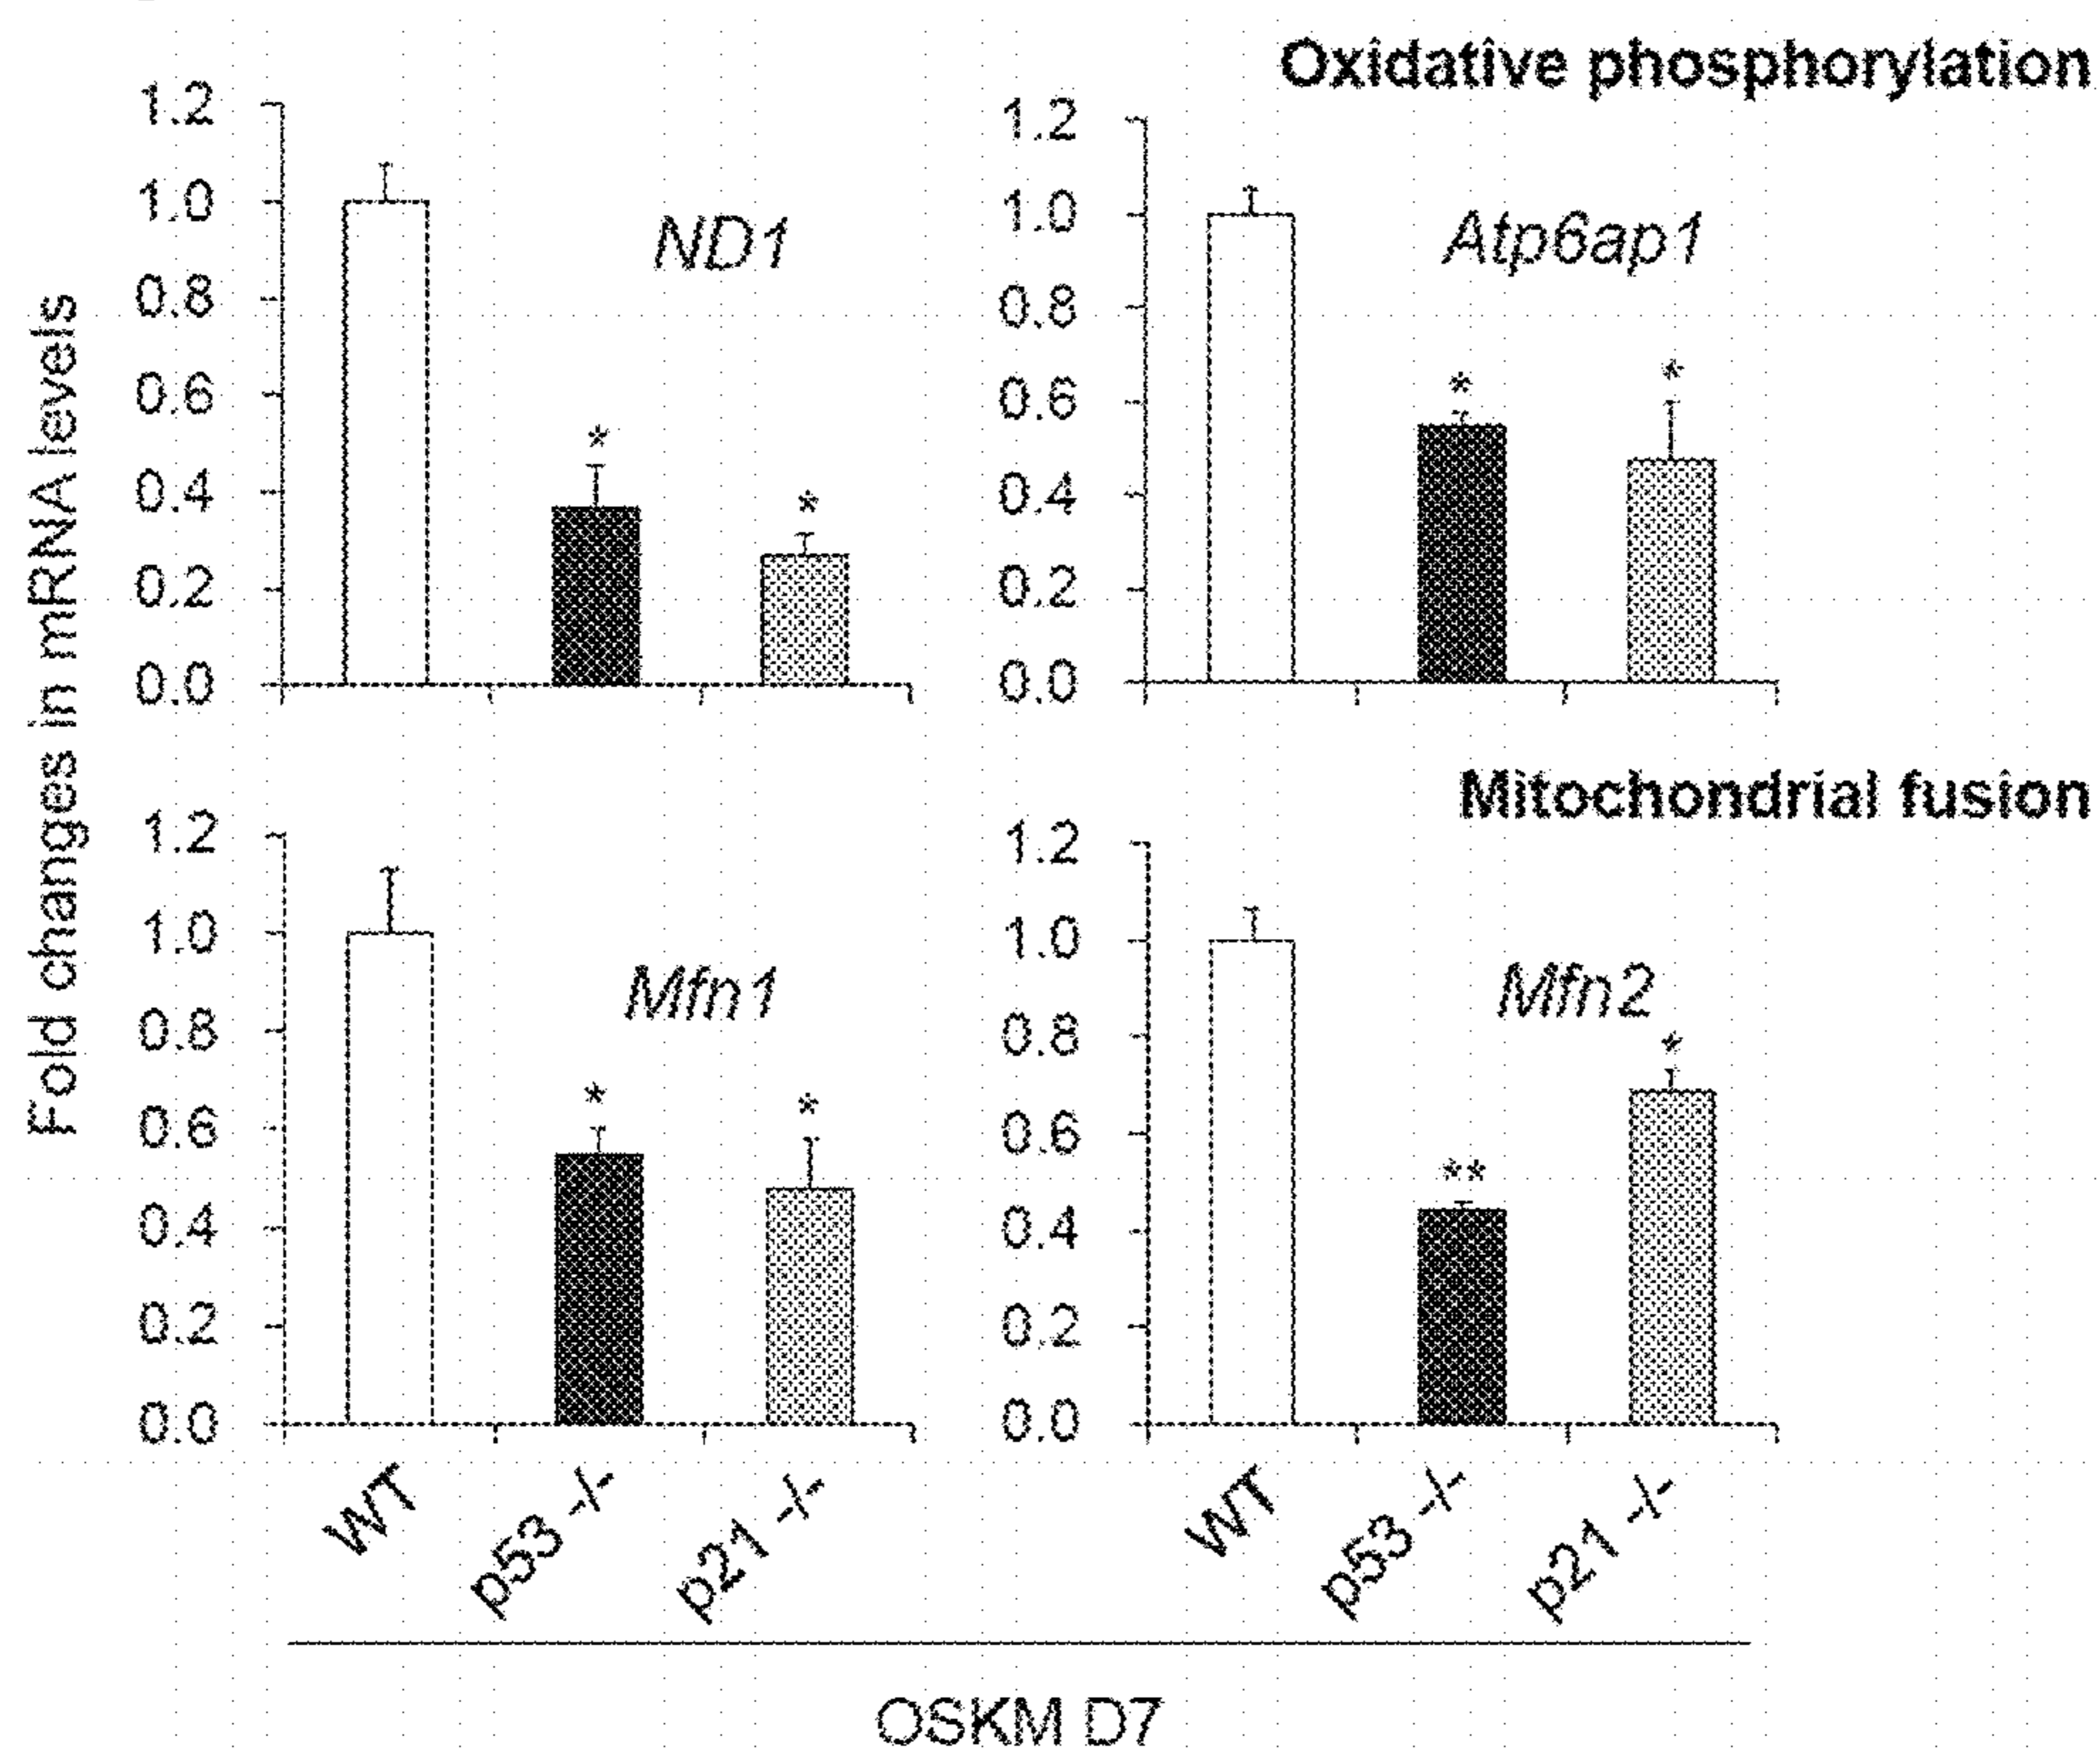 Oxidative phosphorylation
Fold changes in mRNA levels
1.2
1.0
0.8
0.6
0.4
0.2
0.0
ND1
*
*
1.2
1.0
0.8
0.6
0.4
0.2
0.0
Atp6ap1
*
*
Mitochondrial fusion
1.2
1.0
0.8
0.6
0.4
0.2
0.0
Mfn1
*
*
1.2
1.0
0.8
0.6
0.4
0.2
0.0
Mfn2
**
*
WT
p53 -/-
p21 -/-
WT
p53 -/-
p21 -/-
OSKM D7